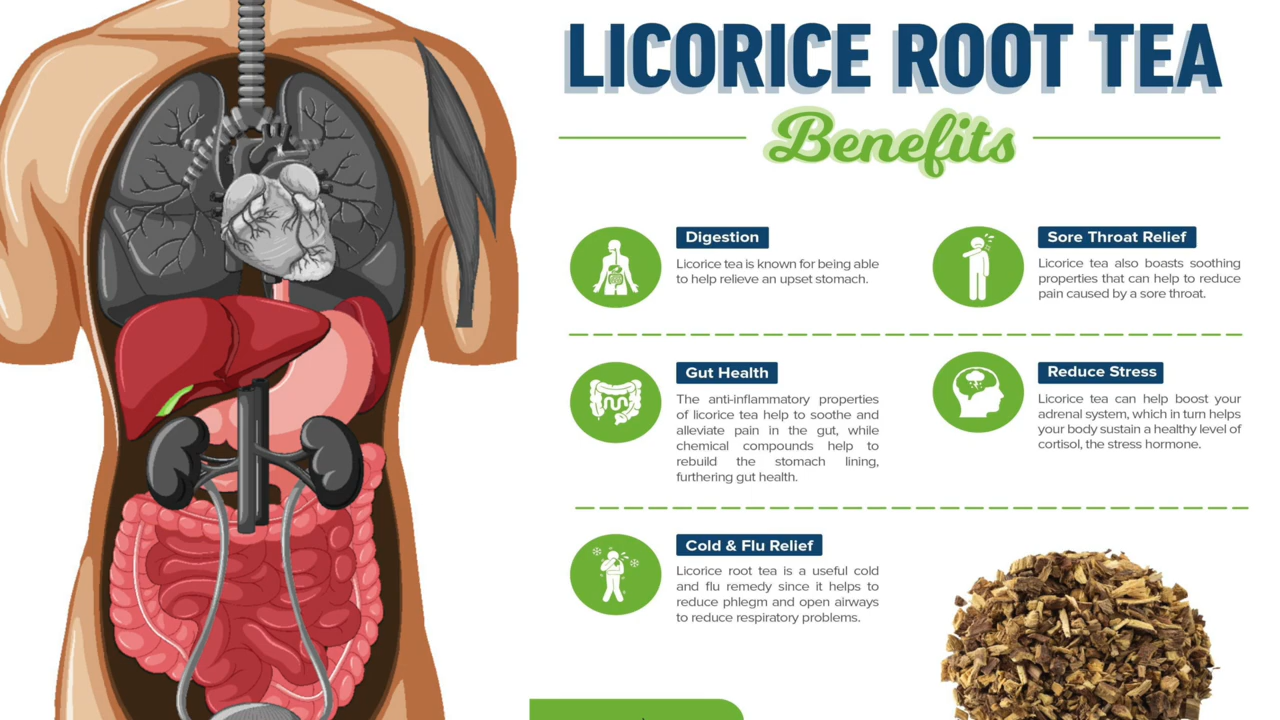 LICORICE ROOT TEA
Benefits
Digestion
Licorice tea is known for being able
to help relieve an upset stomach.
Sore Throat Relief
Licorice tea also boasts soothing
properties that can help to reduce
pain caused by a sore throat.
Gut Health
The anti-inflammatory properties
of licorice tea help to soothe and
alleviate pain in the gut, while
chemical compounds help to
rebuild the stomach lining,
furthering gut health.
Reduce Stress
Licorice tea can help boost your
adrenal system, which in turn helps
your body sustain a healthy level of
cortisol, the stress hormone.
Cold & Flu Relief
Licorice root tea is a useful cold
and flu remedy since it helps to
reduce phlegm and open airways
to reduce respiratory problems.